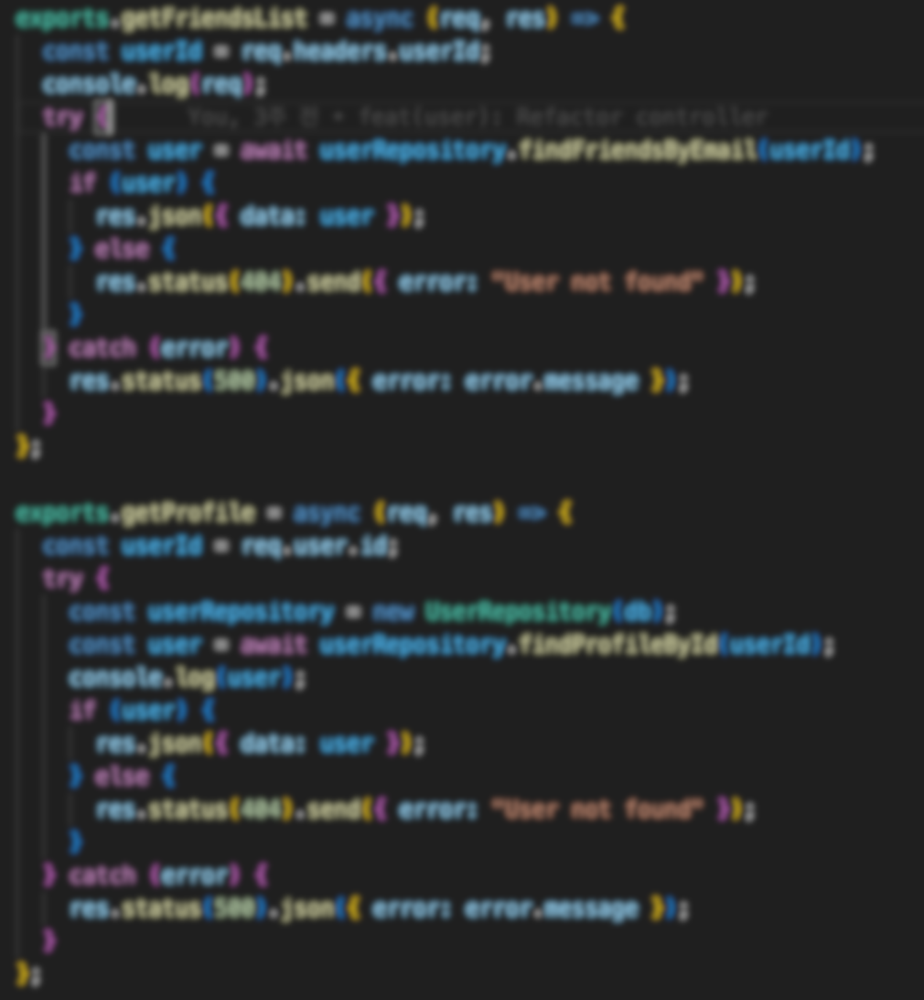 exports.getFriendsList = async (req, res) => {
const userId = req.headers.userId;
console.log(req);
try {      You, 3주 전 • feat(user): Refactor controller
const user = await userRepository.findFriendsByEmail(userId);
if (user) {
res.json({ data: user });
} else {
res.status(404).send({ error: "User not found" });
}
} catch (error) {
res.status(500).json({ error: error.message });
}
};
exports.getProfile = async (req, res) => {
const userId = req.user.id;
try {
const userRepository = new UserRepository(db);
const user = await userRepository.findProfileById(userId);
console.log(user);
if (user) {
res.json({ data: user });
} else {
res.status(404).send({ error: "User not found" });
}
} catch (error) {
res.status(500).json({ error: error.message });
}
};